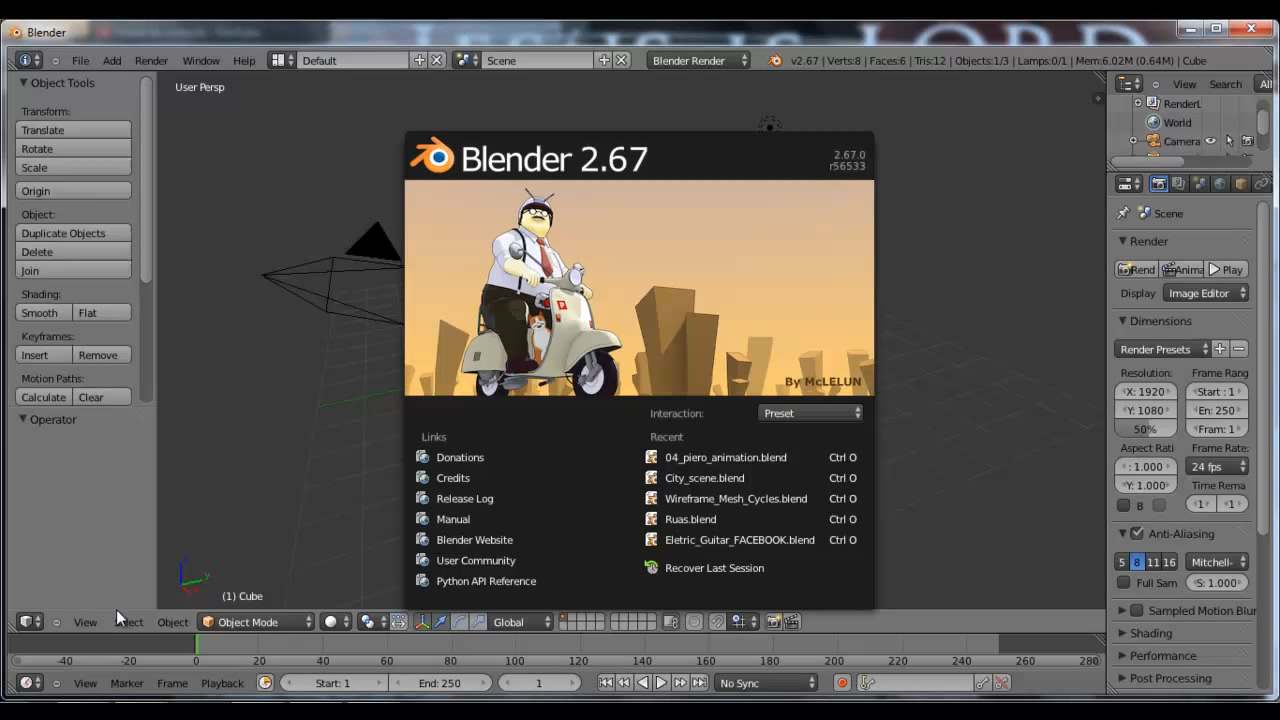 Blender
JESUS IS LORD
File Add Render Window Help Default Scene Blender Render v2.67 | Verts:8 | Faces:6 | Tris:12 | Objects:1/3 | Lamps:0/1 | Mem:6.02M (0.64M) | Cube
Object Tools
Transform:
Translate
Rotate
Scale
Origin
Object:
Duplicate Objects
Delete
Join
Shading:
Smooth Flat
Keyframes:
Insert Remove
Motion Paths:
Calculate Clear
Operator
User Persp
Blender 2.67
2.67.0
r56533
P
By McLELUN
Interaction: Preset
Links
Donations
Credits
Release Log
Manual
Blender Website
User Community
Python API Reference
Recent
04_piero_animation.blend Ctrl O
City_scene.blend Ctrl O
Wireframe_Mesh_Cycles.blend Ctrl O
Ruas.blend Ctrl O
Eletric_Guitar_FACEBOOK.blend Ctrl O
Recover Last Session
(1) Cube
View Search All
RenderL
World
Camera
Scene
Render
Rend Anima Play
Display Image Editor
Dimensions
Render Presets
Resolution: Frame Rang
X: 1920 Start : 1
Y: 1080 En: 250
50% Fram: 1
Aspect Rati Frame Rate:
: 1.000 24 fps
Y: 1.000 Time Rema
B 1 1
Anti-Aliasing
5 8 11 16 Mitchell-
Full Sam S: 1.000
Sampled Motion Blur
Shading
Performance
Post Processing
View Select Object Object Mode Global
-40 -20 0 20 40 60 80 100 120 140 160 180 200 220 240 260 280
View Marker Frame Playback Start: 1 End: 250 1 No Sync